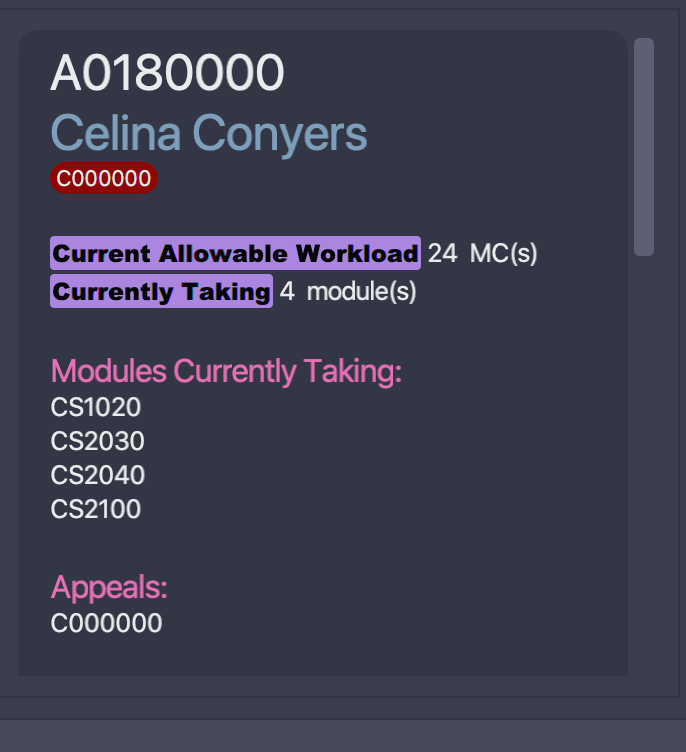 A0180000
Celina Conyers
C000000
Current Allowable Workload 24 MC(s)
Currently Taking 4 module(s)
Modules Currently Taking:
CS1020
CS2030
CS2040
CS2100
Appeals:
C000000